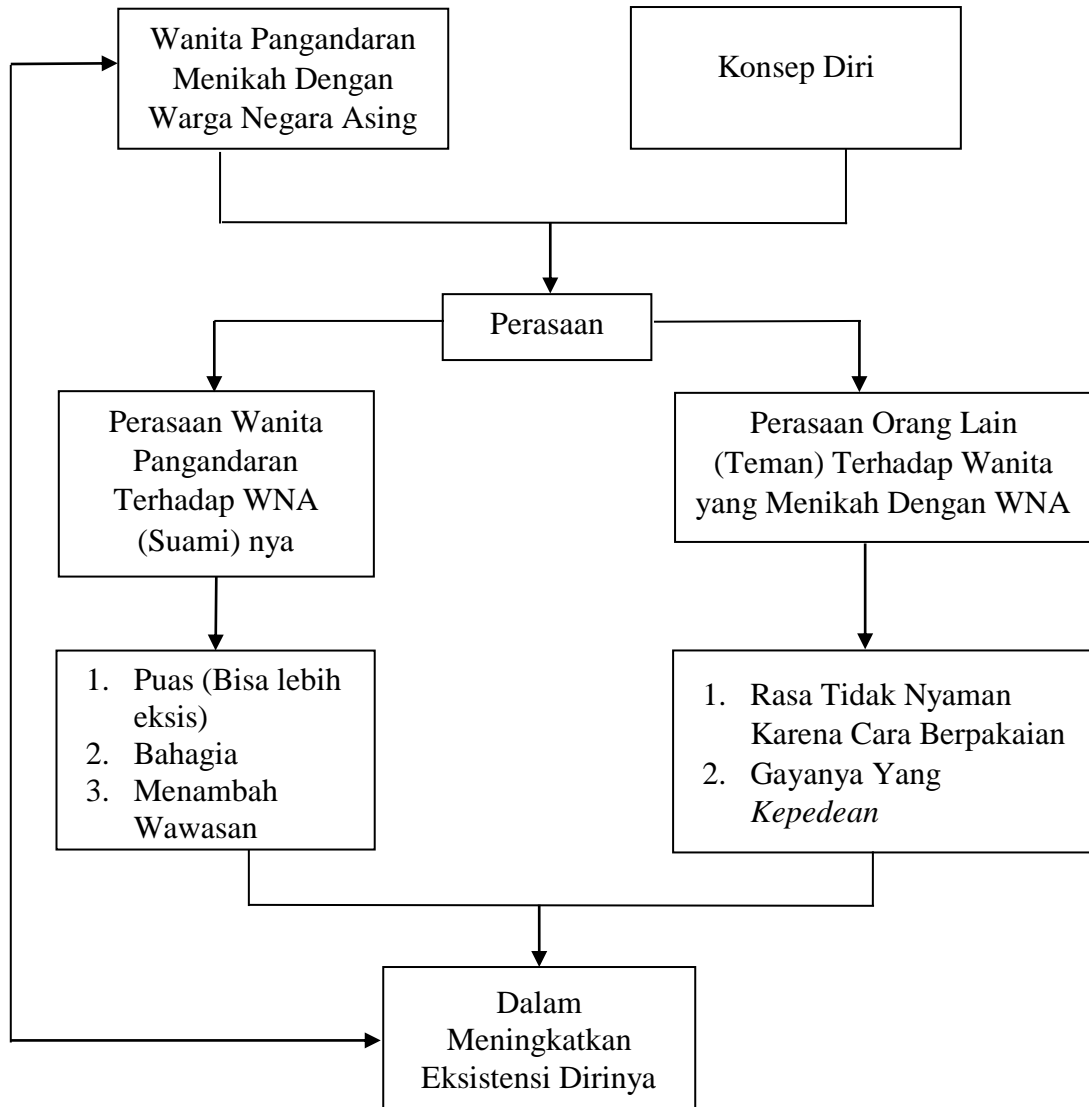 Wanita Pangandaran
Menikah Dengan
Warga Negara Asing
Konsep Diri
Perasaan
Perasaan Wanita
Pangandaran
Terhadap WNA
(Suami) nya
Perasaan Orang Lain
(Teman) Terhadap Wanita
yang Menikah Dengan WNA
1. Puas (Bisa lebih
eksis)
2. Bahagia
3. Menambah
Wawasan
1. Rasa Tidak Nyaman
Karena Cara Berpakaian
2. Gayanya Yang
Kepedean
Dalam
Meningkatkan
Eksistensi Dirinya